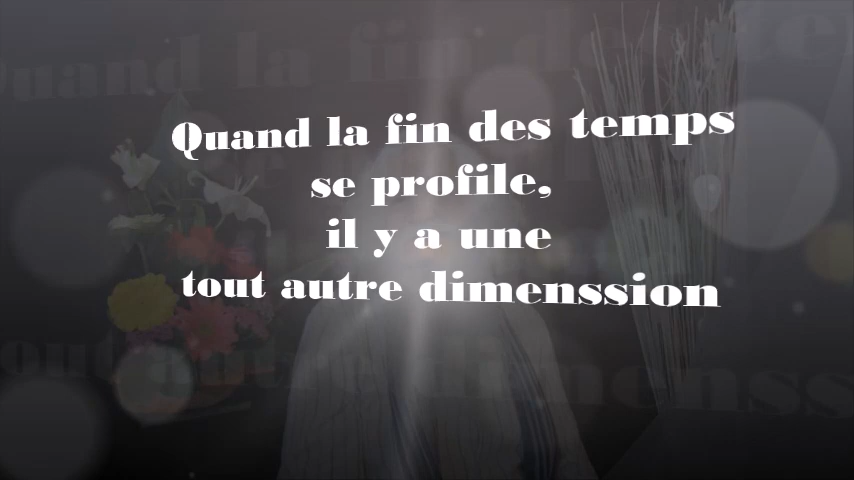 Quand la fin des temps
se profile,
il y a une
tout autre dimenssion